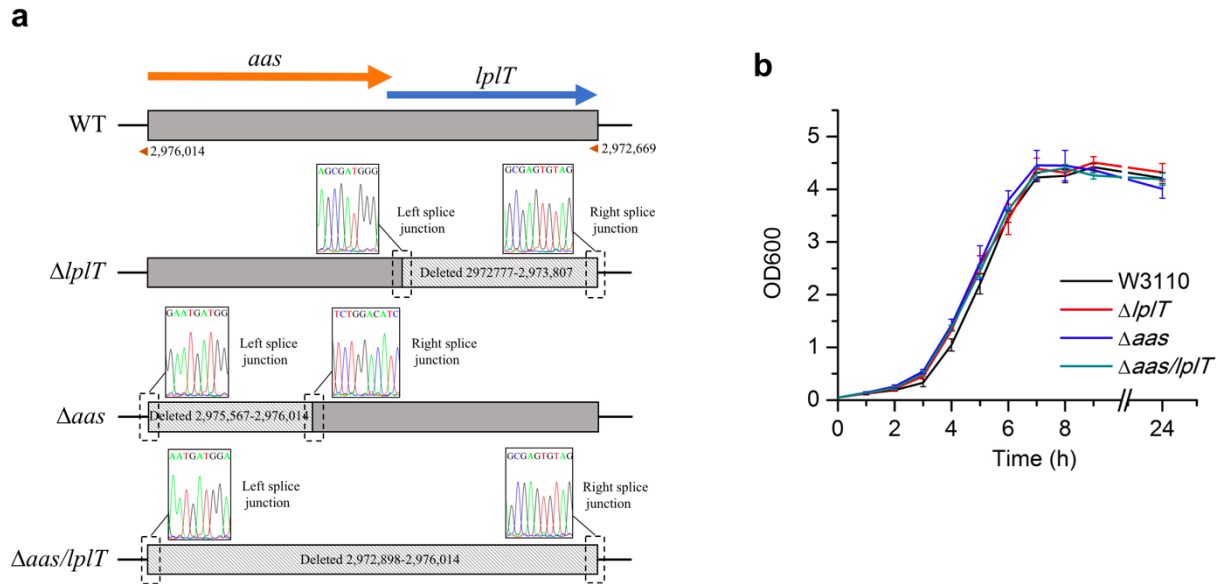 a
aas
lplT
WT
2,976,014
2,972,669
AGCGATGGG
Left splice
junction
GCGAGTGTAG
Right splice
junction
ΔlplT
Deleted 2972777-2,973,807
GAATGATGG
Left splice
junction
TCTGGACATC
Right splice
junction
Δaas
Deleted 2,975,567-2,976,014
AATGATGGA
Left splice
junction
GCGAGTGTAG
Right splice
junction
Δaas/lplT
Deleted 2,972,898-2,976,014
b
OD600
5
4
3
2
1
0
W3110
ΔlplT
Δaas
Δaas/lplT
0 2 4 6 8 24
Time (h)